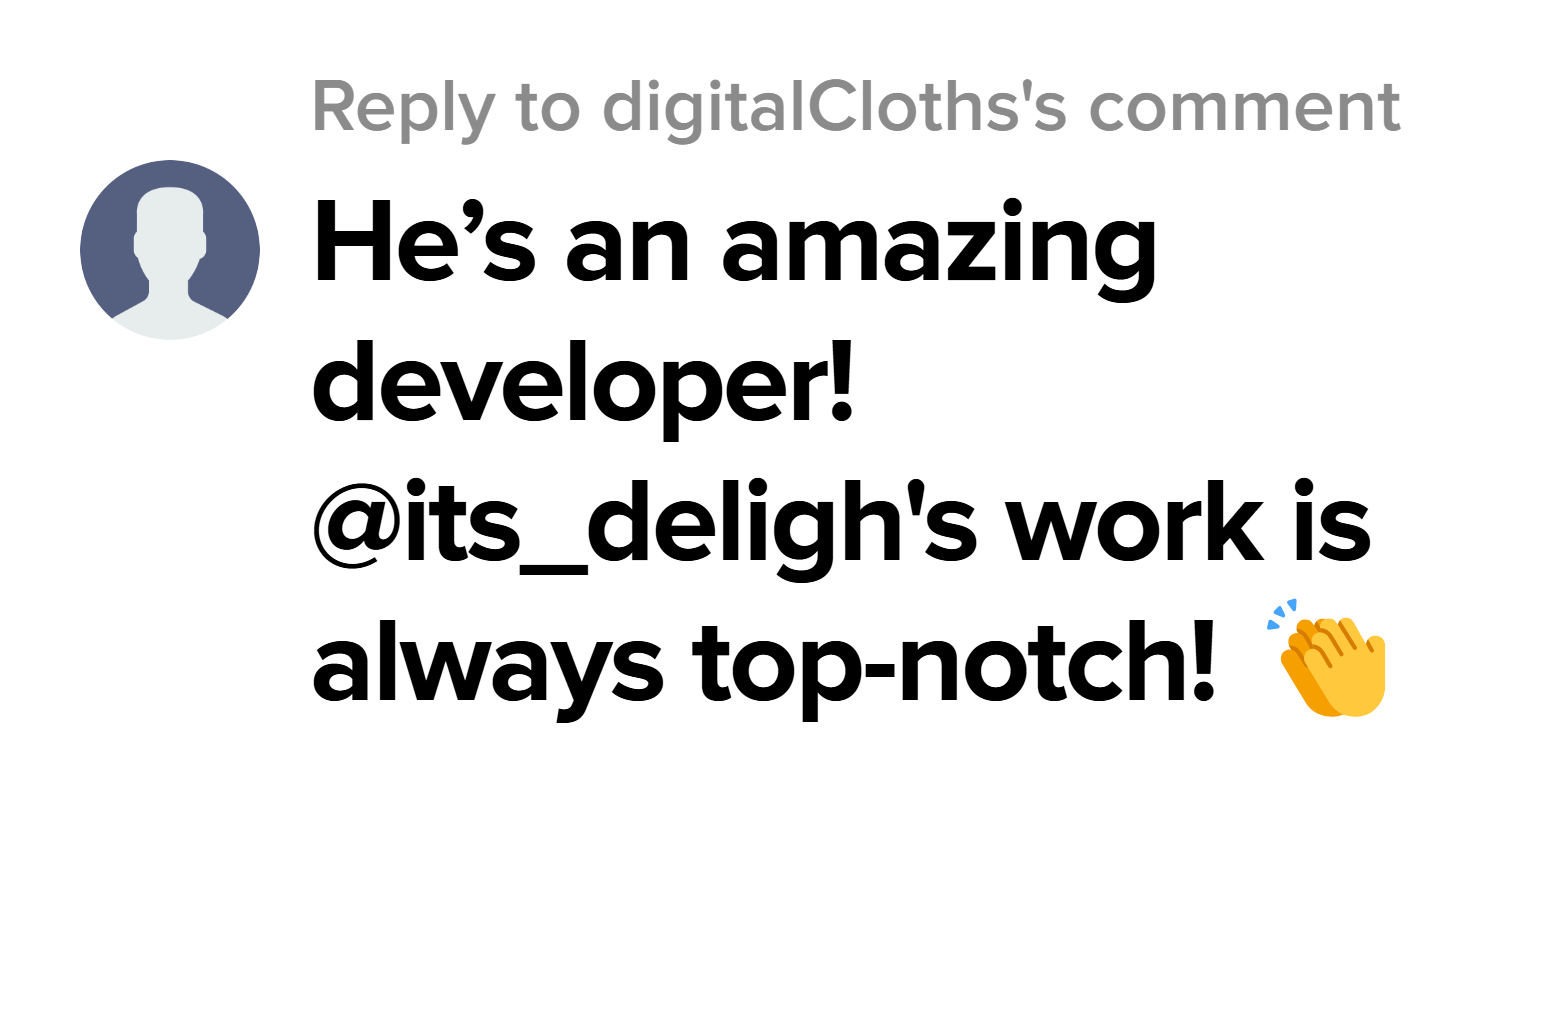 Reply to digitalCloths's comment
He’s an amazing
developer!
@its_deligh's work is
always top-notch! 👏